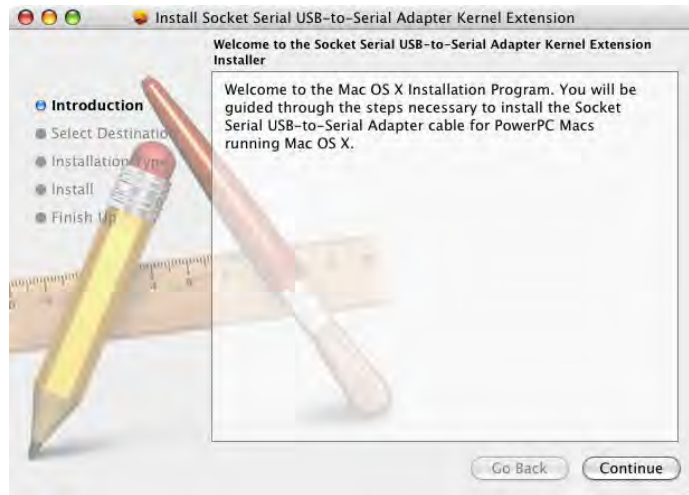 Install Socket Serial USB-to-Serial Adapter Kernel Extension
Welcome to the Socket Serial USB-to-Serial Adapter Kernel Extension
Installer
Introduction
Select Destination
Installation Type
Install
Finish Up
Welcome to the Mac OS X Installation Program. You will be
guided through the steps necessary to install the Socket
Serial USB-to-Serial Adapter cable for PowerPC Macs
running Mac OS X.
Go Back
Continue